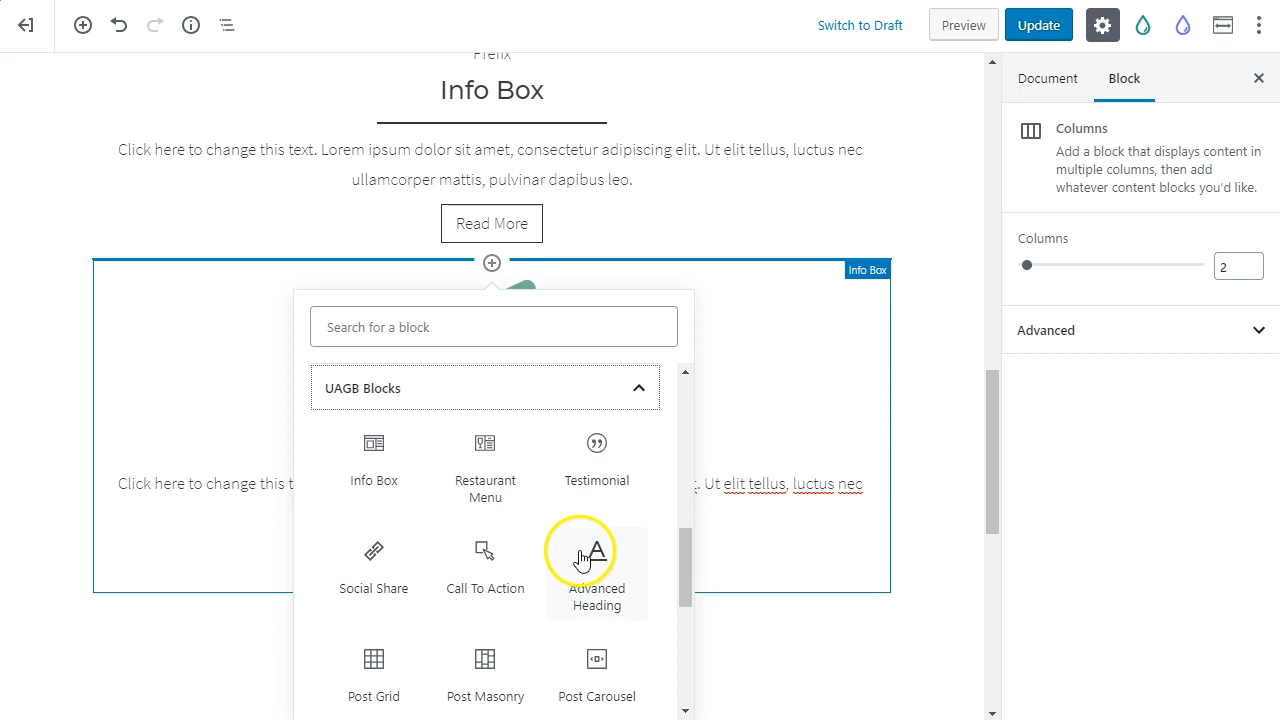 Switch to Draft
Preview
Update
Prefix
Info Box
Click here to change this text. Lorem ipsum dolor sit amet, consectetur adipiscing elit. Ut elit tellus, luctus nec
ullamcorper mattis, pulvinar dapibus leo.
Read More
Info Box
Search for a block
UAGB Blocks
Info Box
Restaurant
Menu
Testimonial
Click here to change this t
. Ut elit tellus, luctus nec
Social Share
Call To Action
Advanced
Heading
Post Grid
Post Masonry
Post Carousel
Document
Block
Columns
Add a block that displays content in
multiple columns, then add
whatever content blocks you'd like.
Columns
2
Advanced